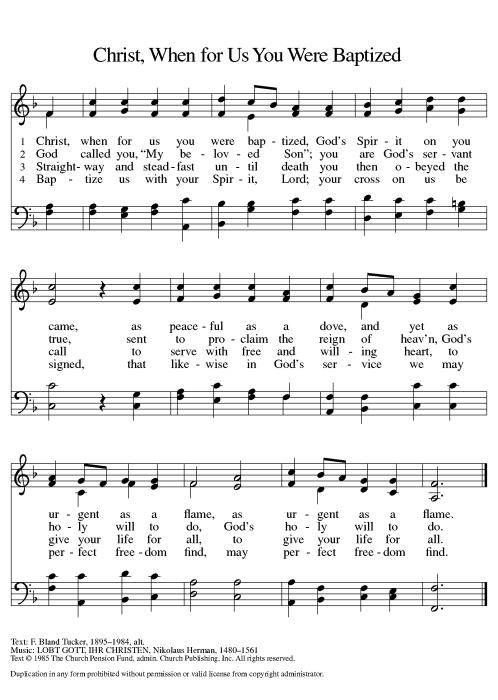 Christ, When for Us You Were Baptized
1 Christ, when for us you were bap - tized, God's Spir - it on you
2 God called you, “My be - lov - ed Son”; you are God's ser - vant
3 Straight - way and stead - fast un - til death you then o - beyed the
4 Bap - tize us with your Spir - it, Lord; your cross on us be
came, as peace - ful as a dove, and yet as
true, sent to pro - claim the reign of heav'n, God's
call to serve with free and will - ing heart, to
signed, that like - wise in God's ser - vice we may
ur - gent as a flame, as ur - gent as a flame.
ho - ly will to do, God's ho - ly will to do.
give your life for all, to give your life for all.
per - fect free - dom find, may per - fect free - dom find.
Text: F. Bland Tucker, 1895–1984, alt.
Music: LOBT GOTT, IHR CHRISTEN, Nikolaus Herman, 1480–1561
Text © 1985 The Church Pension Fund, admin. Church Publishing, Inc. All rights reserved.
Duplication in any form prohibited without permission or valid license from copyright administrator.